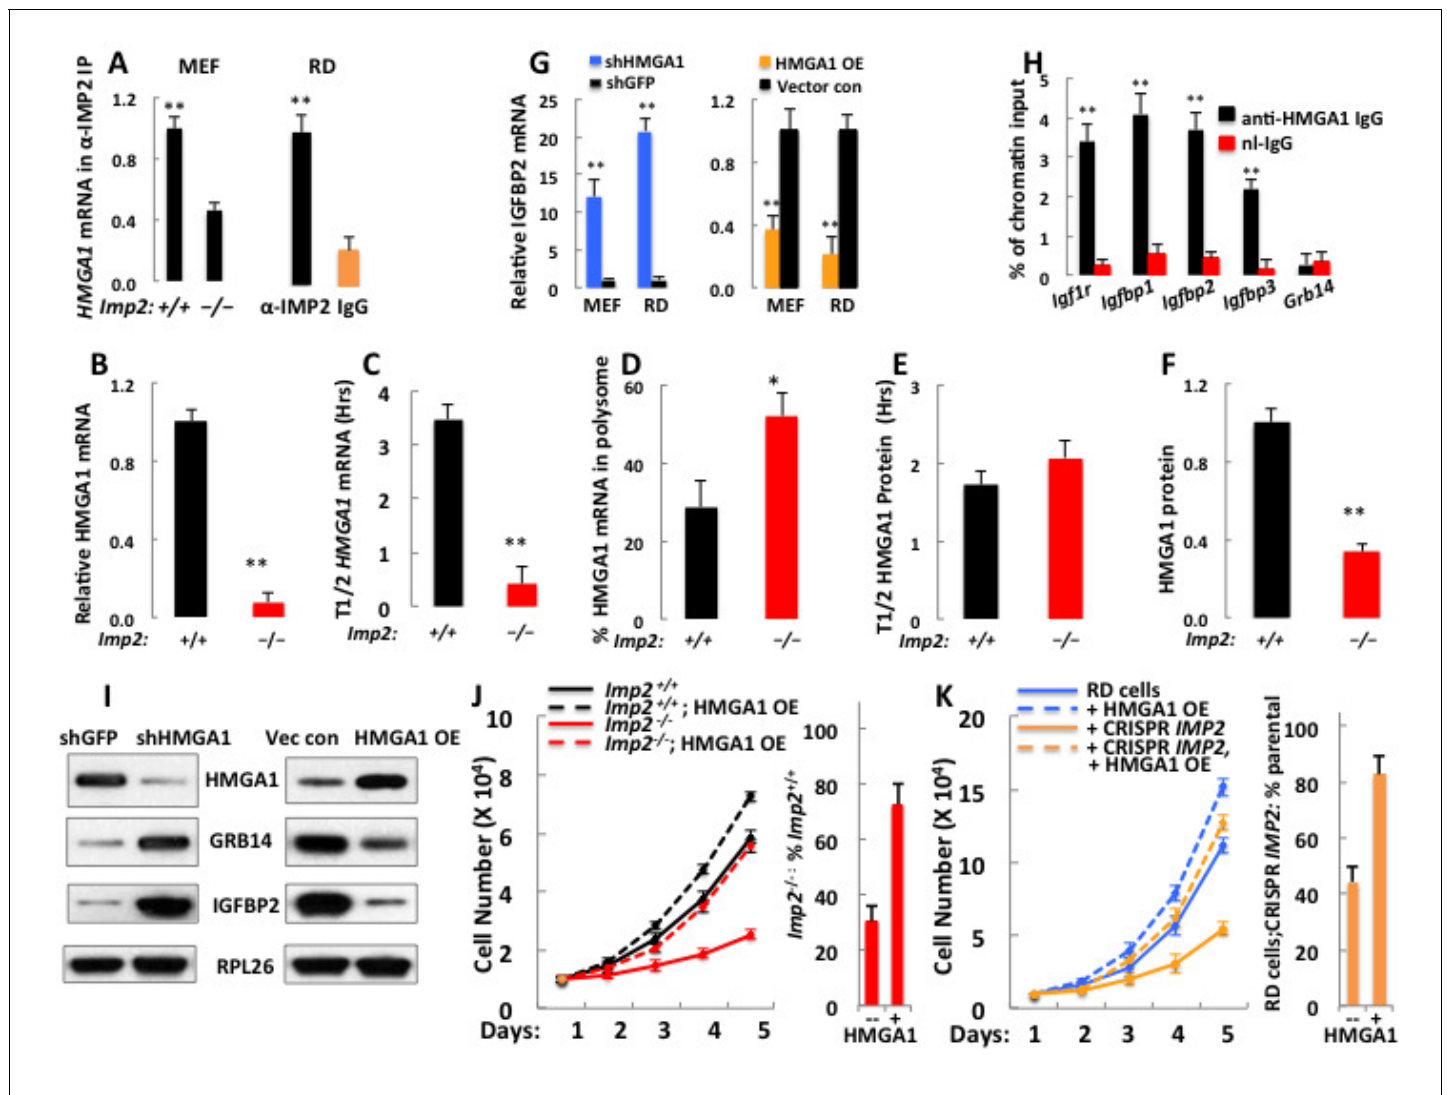 A
MEF
RD
HMGA1 mRNA in α-IMP2 IP
1.2
0.8
0.4
0.0
**
**
Imp2: +/+ −/−
α-IMP2 IgG
G
shHMGA1
shGFP
HMGA1 OE
Vector con
Relative IGFBP2 mRNA
25
20
15
10
5
0
**
**
MEF
RD
1.2
0.8
0.4
0.0
**
**
MEF
RD
H
% of chromatin input
5
4
3
2
1
0
**
**
**
**
anti-HMGA1 IgG
nl-IgG
Igf1r
Igfbp1
Igfbp2
Igfbp3
Grb14
B
Relative HMGA1 mRNA
1.2
0.8
0.4
0.0
**
Imp2: +/+ −/−
C
T1/2 HMGA1 mRNA (Hrs)
4
3
2
1
0
**
Imp2: +/+ −/−
D
% HMGA1 mRNA in polysome
60
40
20
0
*
Imp2: +/+ −/−
E
T1/2 HMGA1 Protein (Hrs)
3
2
1
0
Imp2: +/+ −/−
F
HMGA1 protein
1.2
0.8
0.4
0.0
**
Imp2: +/+ −/−
I
shGFP shHMGA1 Vec con HMGA1 OE
HMGA1
GRB14
IGFBP2
RPL26
J
Imp2+/+
Imp2+/+; HMGA1 OE
Imp2-/-
Imp2-/-; HMGA1 OE
Cell Number (X 10⁴)
10
8
6
4
2
0
Days: 1 2 3 4 5
Imp2-/-: % Imp2+/+
100
80
60
40
20
0
-- +
HMGA1
K
RD cells
+ HMGA1 OE
+ CRISPR IMP2
+ CRISPR IMP2,
+ HMGA1 OE
Cell Number (X 10⁴)
20
15
10
5
0
Days: 1 2 3 4 5
RD cells;CRISPR IMP2: % parental
100
80
60
40
20
0
-- +
HMGA1